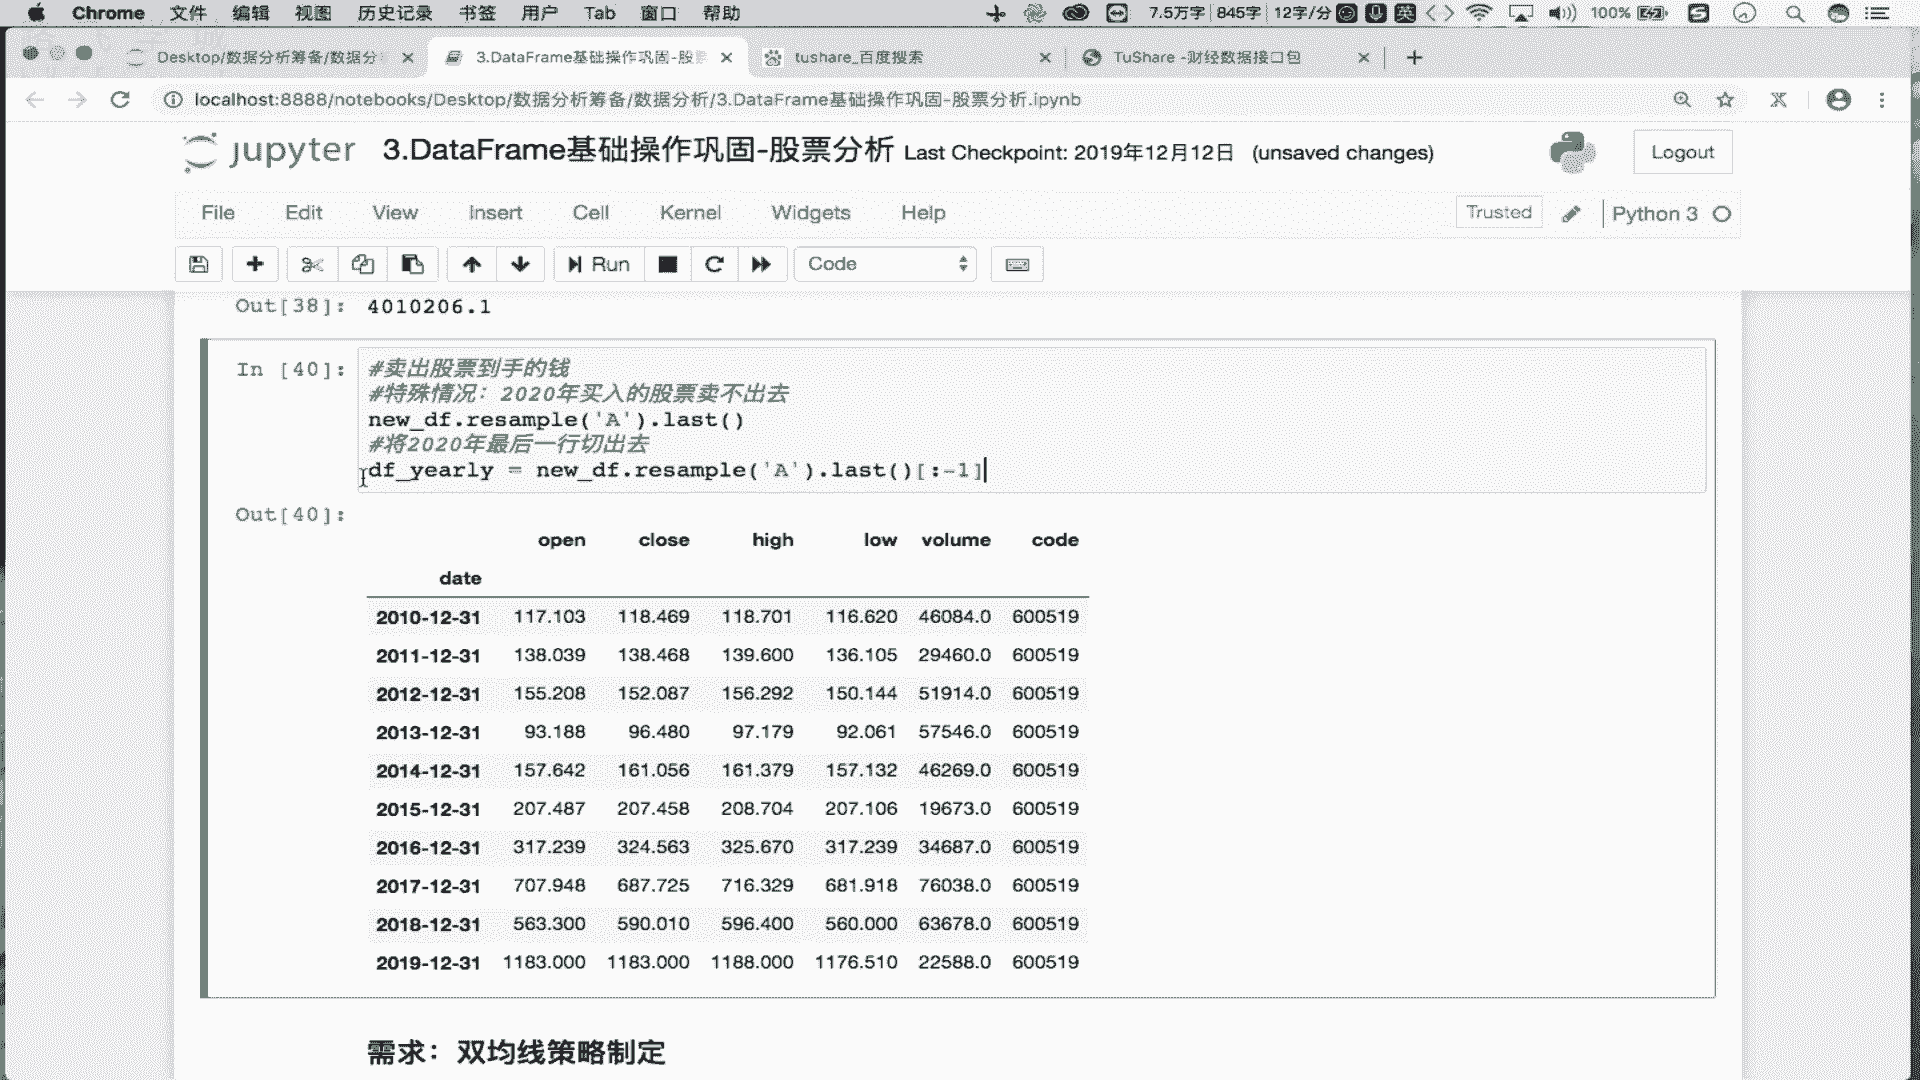 Chrome 文件 编辑 视图 历史记录 书签 用户 Tab 窗口 帮助 7.5万字 845字 12字/分 英 100%
Desktop/数据分析筹备/数据分 3.DataFrame基础操作巩固-股票 tushare_百度搜索 TuShare -财经数据接口包
localhost:8888/notebooks/Desktop/数据分析筹备/数据分析/3.DataFrame基础操作巩固-股票分析.ipynb
jupyter 3.DataFrame基础操作巩固-股票分析 Last Checkpoint: 2019年12月12日 (unsaved changes) Logout
File Edit View Insert Cell Kernel Widgets Help Trusted Python 3
Run Code
Out[38]: 4010206.1
In [40]: #卖出股票到手的钱
#特殊情况：2020年买入的股票卖不出去
new_df.resample('A').last()
#将2020年最后一行切出去
df_yearly = new_df.resample('A').last()[:-1]
Out[40]:
open close high low volume code
date
2010-12-31 117.103 118.469 118.701 116.620 46084.0 600519
2011-12-31 138.039 138.468 139.600 136.105 29460.0 600519
2012-12-31 155.208 152.087 156.292 150.144 51914.0 600519
2013-12-31 93.188 96.480 97.179 92.061 57546.0 600519
2014-12-31 157.642 161.056 161.379 157.132 46269.0 600519
2015-12-31 207.487 207.458 208.704 207.106 19673.0 600519
2016-12-31 317.239 324.563 325.670 317.239 34687.0 600519
2017-12-31 707.948 687.725 716.329 681.918 76038.0 600519
2018-12-31 563.300 590.010 596.400 560.000 63678.0 600519
2019-12-31 1183.000 1183.000 1188.000 1176.510 22588.0 600519
需求：双均线策略制定